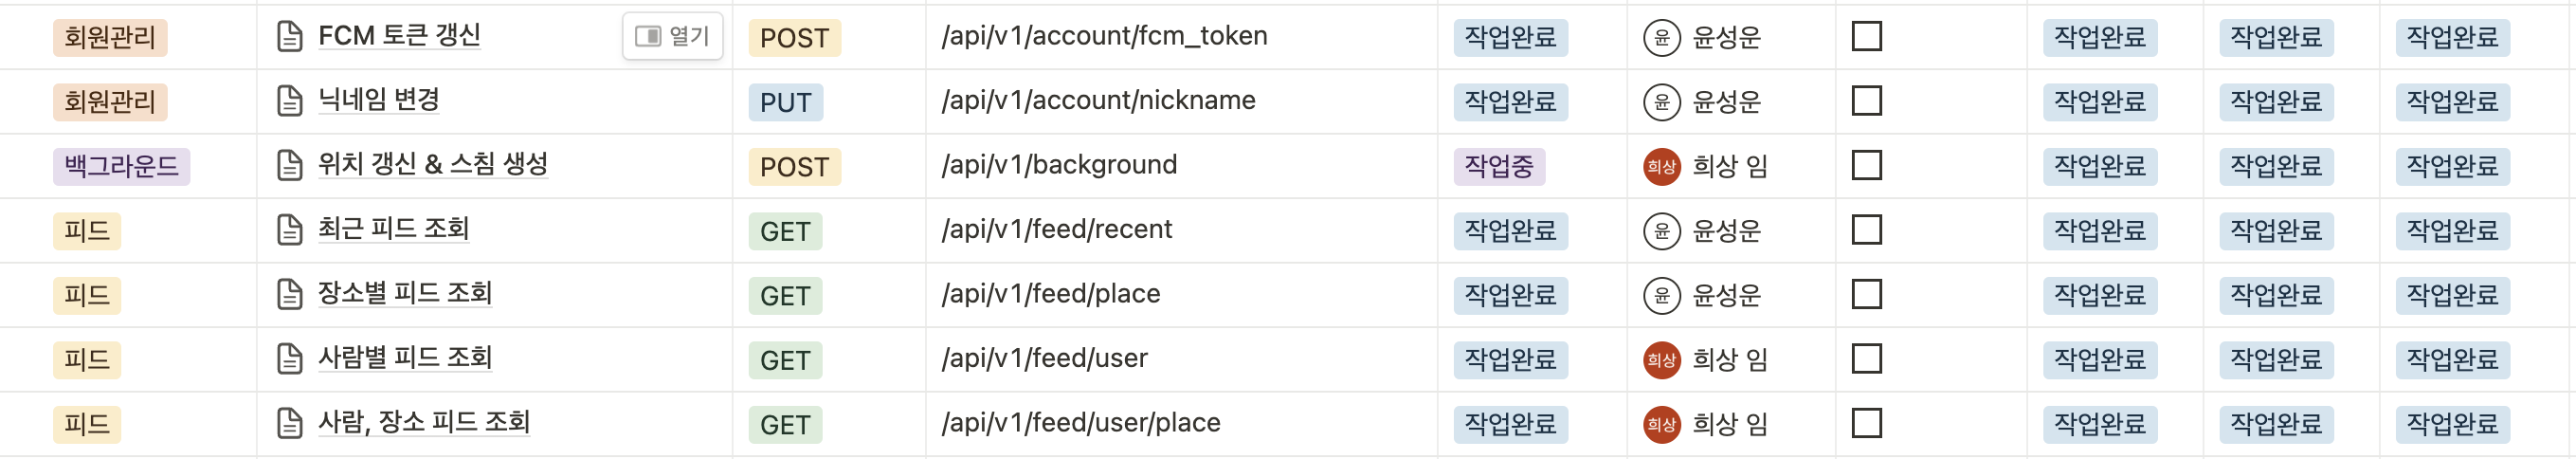 회원관리 FCM 토큰 갱신 열기 POST /api/v1/account/fcm_token 작업완료 윤 윤성운 작업완료 작업완료 작업완료
회원관리 닉네임 변경 PUT /api/v1/account/nickname 작업완료 윤 윤성운 작업완료 작업완료 작업완료
백그라운드 위치 갱신 & 스침 생성 POST /api/v1/background 작업중 희상 희상 임 작업완료 작업완료 작업완료
피드 최근 피드 조회 GET /api/v1/feed/recent 작업완료 윤 윤성운 작업완료 작업완료 작업완료
피드 장소별 피드 조회 GET /api/v1/feed/place 작업완료 윤 윤성운 작업완료 작업완료 작업완료
피드 사람별 피드 조회 GET /api/v1/feed/user 작업완료 희상 희상 임 작업완료 작업완료 작업완료
피드 사람, 장소 피드 조회 GET /api/v1/feed/user/place 작업완료 희상 희상 임 작업완료 작업완료 작업완료